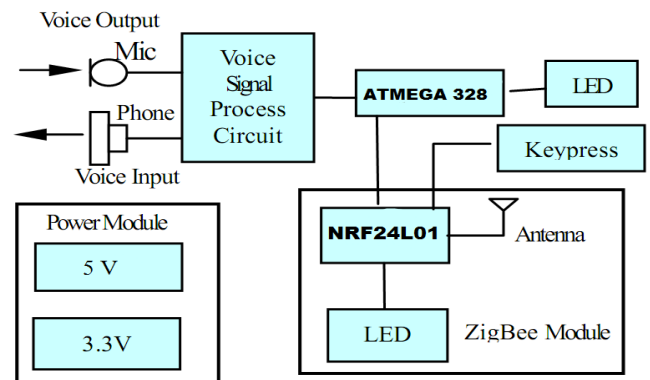 Voice Output
Mic
Phone
Voice Input
Voice
Signal
Process
Circuit
ATMEGA 328
LED
Keypress
Power Module
5 V
3.3V
NRF24L01
Antenna
LED
ZigBee Module